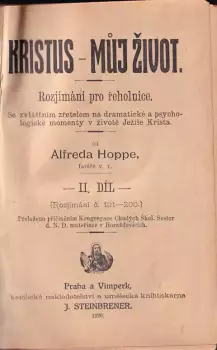 KRISTUS – MŮJ ŽIVOT.
Rozjímání pro řeholnice.
Se zvláštním zřetelem na dramatické a psycho-
logické momenty v životě Ježíše Krista.
od
Alfreda Hoppe,
faráře v. v.
— II. DÍL —
(Rozjímání č. 101—200.)
Překladem přičiněním Kongregace Chudých Škol. Sester
d. N. D. mateřince v Horažďovicích.
Praha a Vimperk,
katolické nakladatelství a umělecká knihtiskárna
J. STEINBRENER.